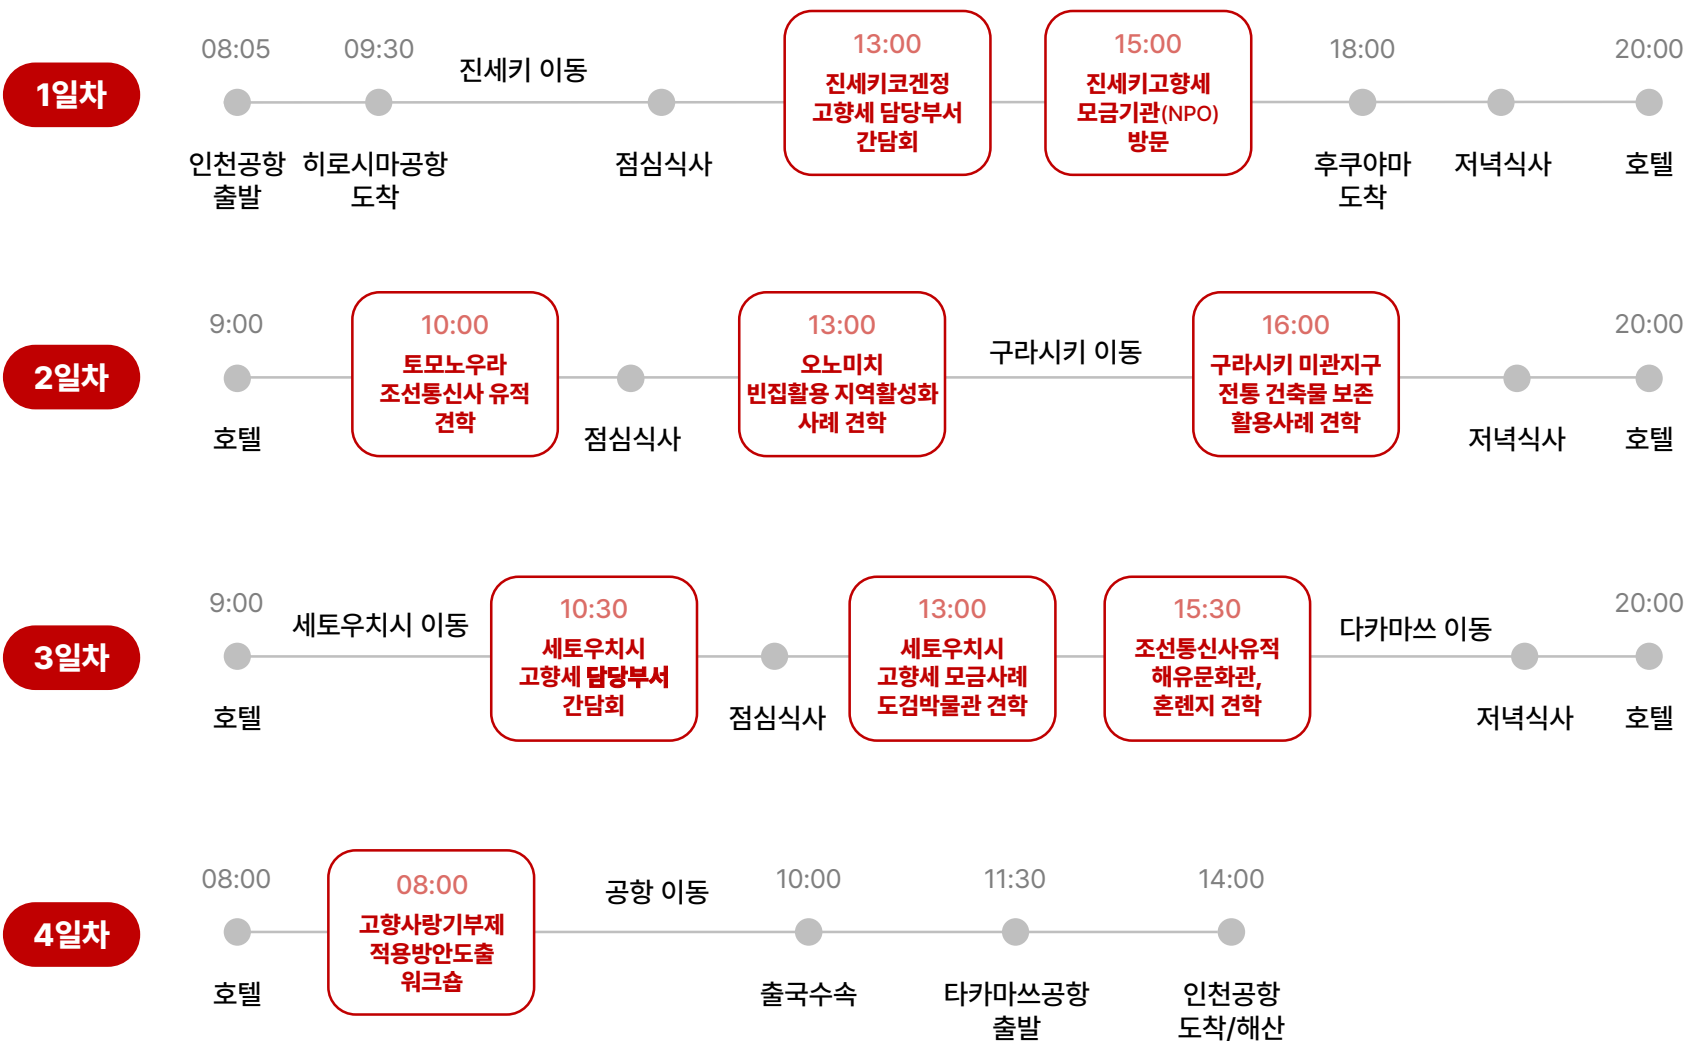 1일차
08:05
인천공항
출발
09:30
히로시마공항
도착
진세키 이동
점심식사
13:00
진세키코겐정
고향세 담당부서
간담회
15:00
진세키고향세
모금기관(NPO)
방문
18:00
후쿠야마
도착
저녁식사
20:00
호텔
2일차
9:00
호텔
10:00
토모노우라
조선통신사 유적
견학
점심식사
13:00
오노미치
빈집활용 지역활성화
사례 견학
구라시키 이동
16:00
구라시키 미관지구
전통 건축물 보존
활용사례 견학
저녁식사
20:00
호텔
3일차
9:00
호텔
세토우치시 이동
10:30
세토우치시
고향세 담당부서
간담회
점심식사
13:00
세토우치시
고향세 모금사례
도검박물관 견학
15:30
조선통신사유적
해유문화관,
혼렌지 견학
다카마쓰 이동
저녁식사
20:00
호텔
4일차
08:00
호텔
08:00
고향사랑기부제
적용방안도출
워크숍
공항 이동
10:00
출국수속
11:30
타카마쓰공항
출발
14:00
인천공항
도착/해산